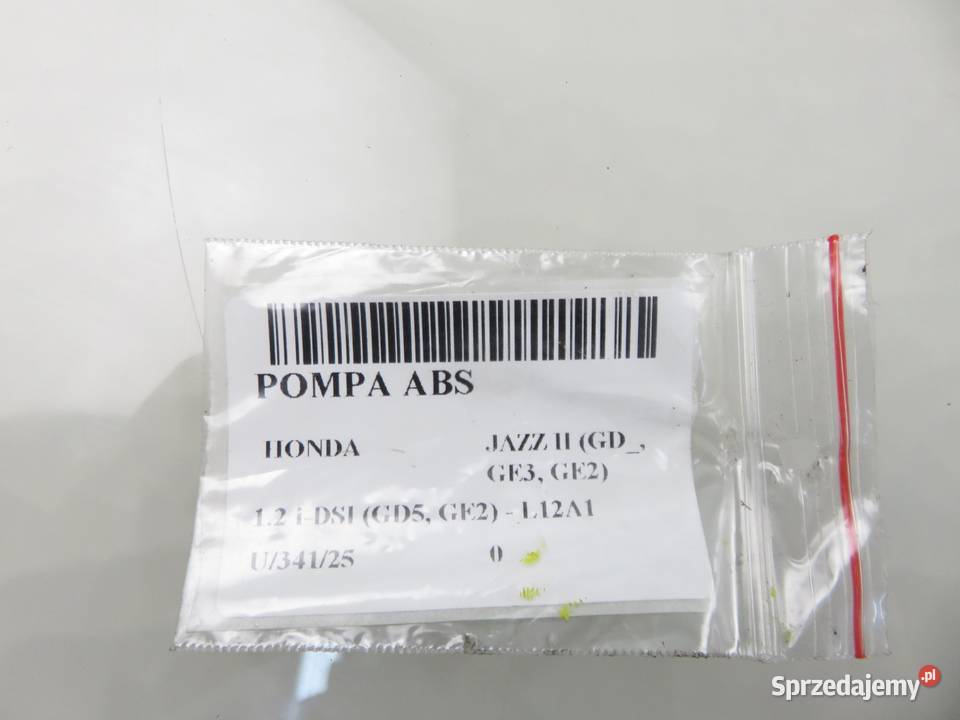 POMPA ABS
HONDA JAZZ II (GD_,
GE3, GE2)
1.2 i-DSI (GD5, GE2) - L12A1
U/341/25 0
Sprzedajemy.pl